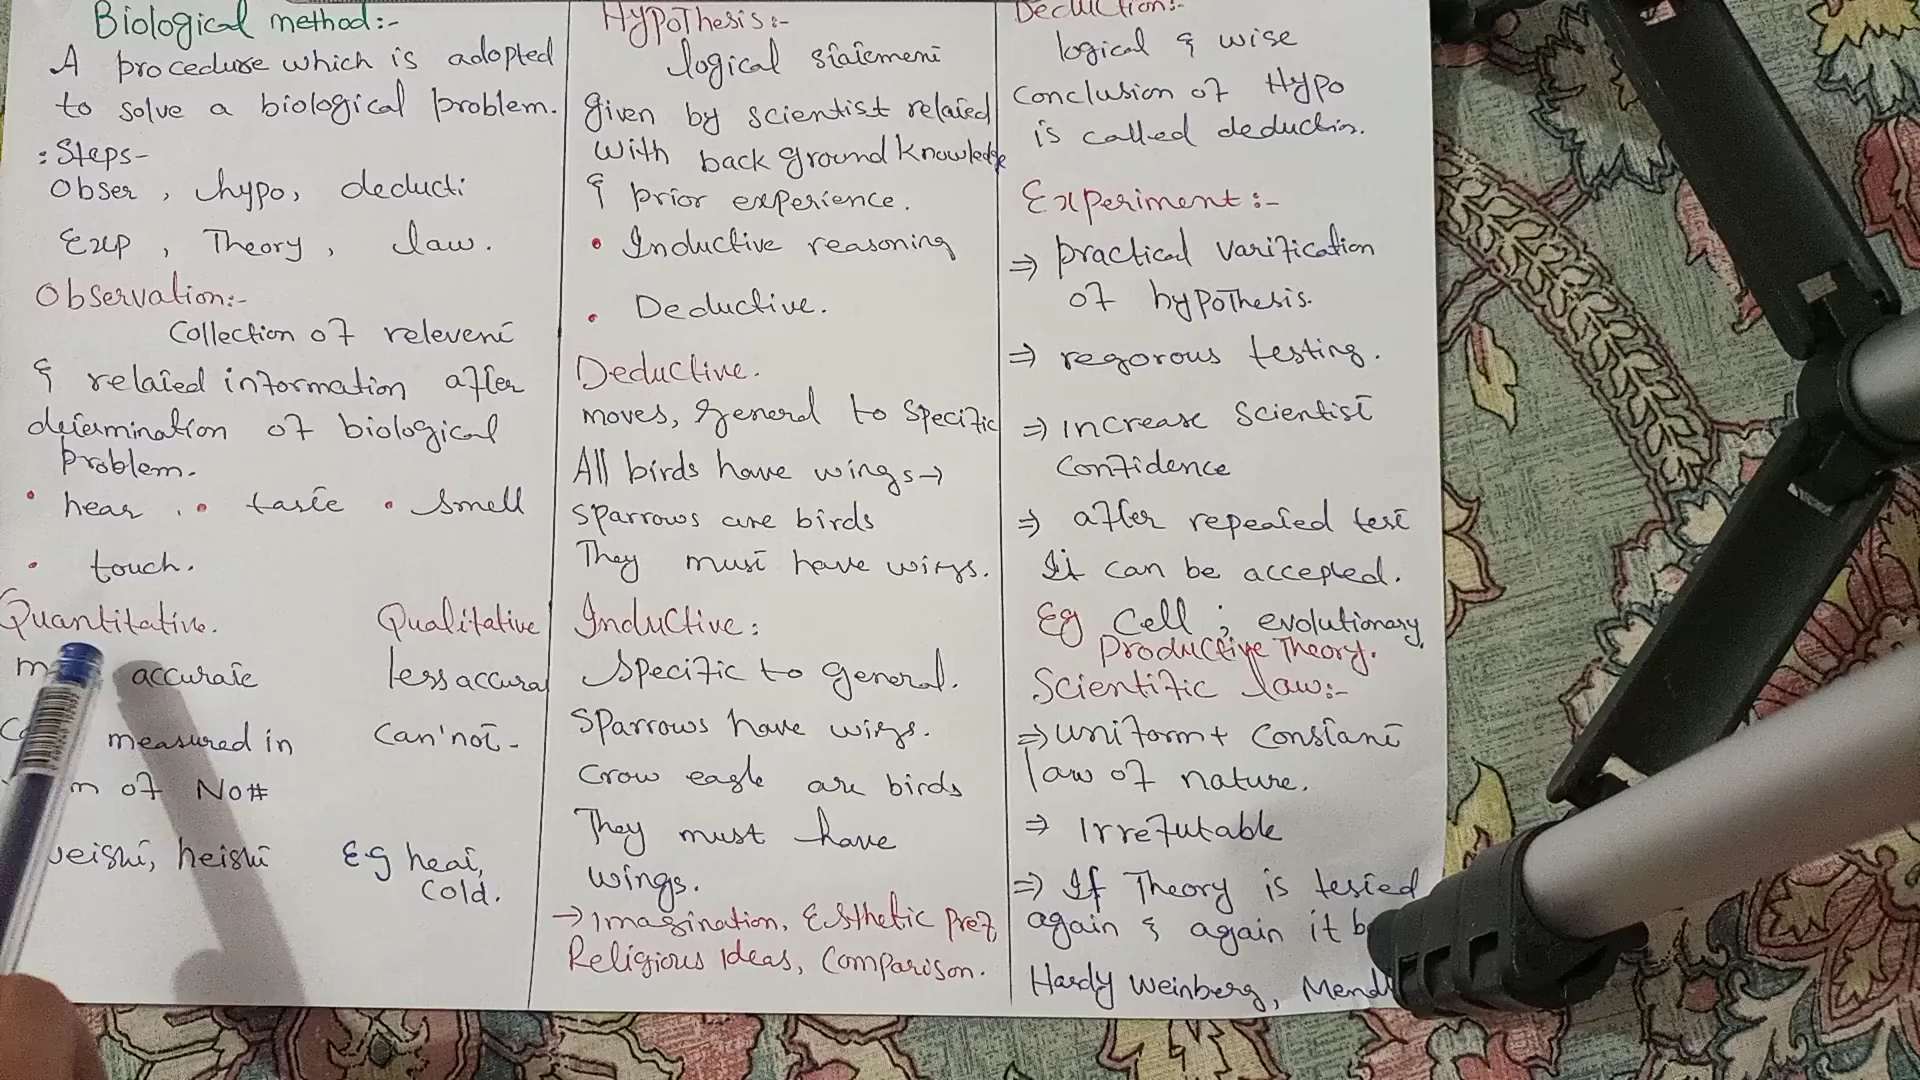 Biological method:-
A procedure which is adopted
to solve a biological problem.
:Steps-
Obser , hypo, deducti
Exp , Theory , law.
Observation:-
Collection of relevent
& related information after
determination of biological
problem.
• hear . • taste • smell
• touch.
Quantitative. Qualitative
accurate less accurat
measured in can'not-
of No#
heisht Eg heat,
cold.
Hypothesis:-
logical statement
given by scientist related
with back ground knowledge
& prior experience.
• Inductive reasoning
• Deductive.
Deductive.
moves, general to specific
All birds have wings→
sparrows are birds
They must have wings.
Inductive:
Specific to general.
Sparrows have wings.
Crow eagle are birds
They must have
wings.
→ Imagination, Esthetic Pref,
Religious Ideas, Comparison.
Deduction:-
logical & wise
conclusion of Hypo
is called deduction.
Experiment:-
⇒ practical varification
of hypothesis.
⇒ regorous testing.
⇒ increase Scientist
Confidence
⇒ after repeated test
It can be accepted.
Eg Cell ; evolutionary
Productive Theory.
Scientific law:-
⇒ uniform + Constant
law of nature.
⇒ Irrefutable
⇒ If Theory is tested
again & again it
Hardy Weinberg,